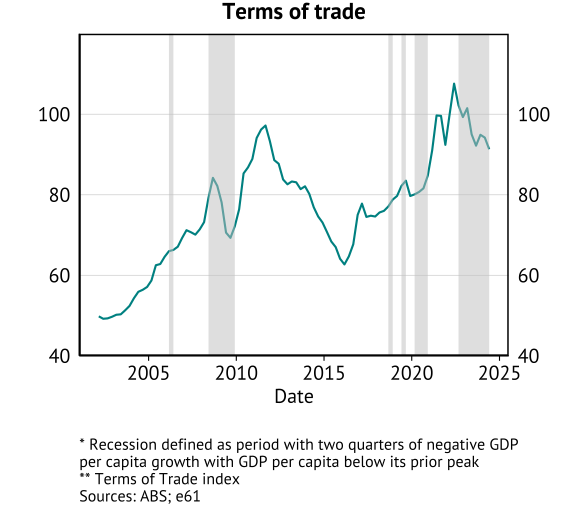 Terms of trade
100 100
80 80
60 60
40 40
2005 2010 2015 2020 2025
Date
* Recession defined as period with two quarters of negative GDP
per capita growth with GDP per capita below its prior peak
** Terms of Trade index
Sources: ABS; e61